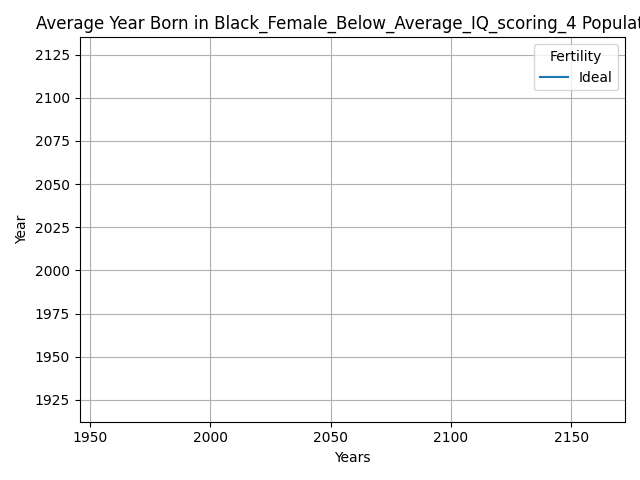 Average Year Born in Black_Female_Below_Average_IQ_scoring_4 Populat
Fertility
Ideal
2125
2100
2075
2050
2025
2000
1975
1950
1925
Year
1950 2000 2050 2100 2150
Years